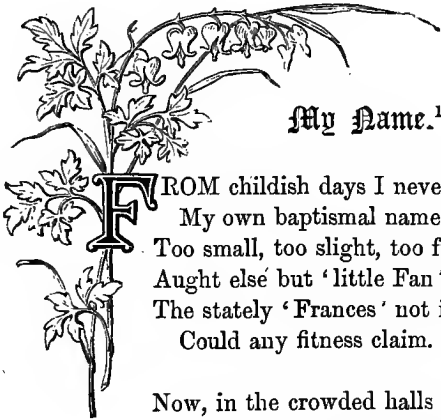 My Name.¹
FROM childish days I neve
My own baptismal name
Too small, too slight, too f
Aught else but ‘little Fan’
The stately ‘Frances’ not i
Could any fitness claim.
Now, in the crowded halls